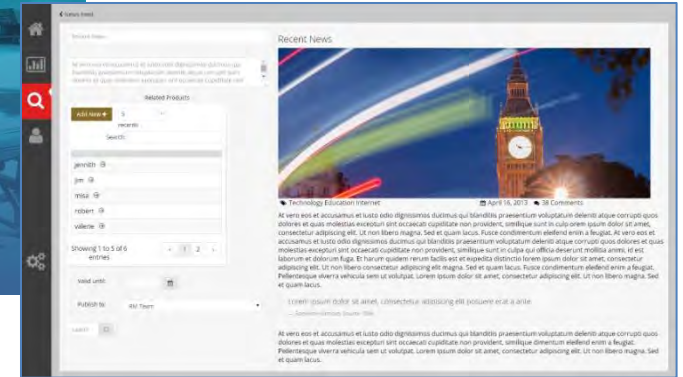 News Feed
Related Products
Add New +
5
records
Search:
jennith
jim
misa
robert
valerie
Showing 1 to 5 of 6
entries
1 2
Valid until:
Publish to:
RM Team
Recent News
Technology Education Internet
April 16, 2013
38 Comments
At vero eos et accusamus et iusto odio dignissimos ducimus qui blanditiis praesentium voluptatum deleniti atque corrupti quos
dolores et quas molestias excepturi sint occaecati cupiditate non provident, similique sunt in culp orem ipsum dolor sit amet,
consectetur adipiscing elit. Ut non libero magna. Sed et quam lacus. Fusce condimentum eleifend enim a feugiat. At vero eos et
accusamus et iusto odio dignissimos ducimus qui blanditiis praesentium voluptatum deleniti atque corrupti quos dolores et quas
molestias excepturi sint occaecati cupiditate non provident, similique sunt in culpa qui officia deserunt mollitia animi, id est
laborum et dolorum fuga. Et harum quidem rerum facilis est et expedita distinctio lorem ipsum dolor sit amet, consectetur
adipiscing elit. Ut non libero consectetur adipiscing elit magna. Sed et quam lacus. Fusce condimentum eleifend enim a feugiat.
Pellentesque viverra vehicula sem ut volutpat. Lorem ipsum dolor sit amet, consectetur adipiscing elit. Ut non libero magna. Sed
et quam lacus.
Lorem ipsum dolor sit amet, consectetur adipiscing elit posuere erat a ante.
At vero eos et accusamus et iusto odio dignissimos ducimus qui blanditiis praesentium voluptatum deleniti atque corrupti quos
dolores et quas molestias excepturi sint occaecati cupiditate non provident, similique dimentum eleifend enim a feugiat.
Pellentesque viverra vehicula sem ut volutpat. Lorem ipsum dolor sit amet, consectetur adipiscing elit. Ut non libero magna. Sed
et quam lacus.